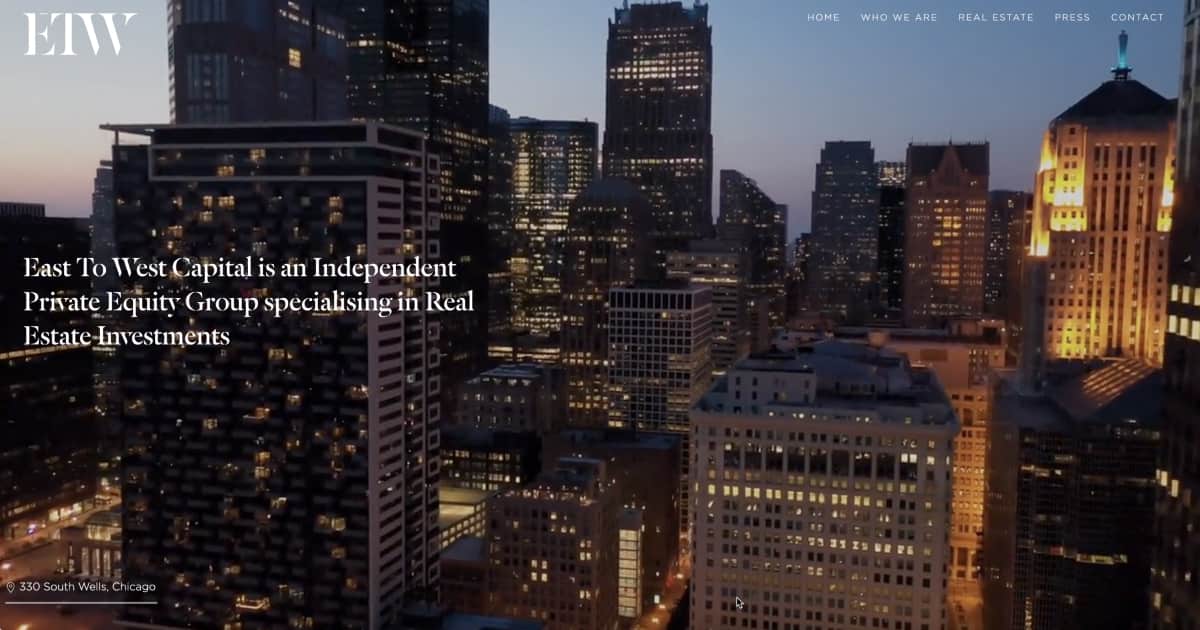 ETW
HOME WHO WE ARE REAL ESTATE PRESS CONTACT
East To West Capital is an Independent
Private Equity Group specialising in Real
Estate Investments
330 South Wells, Chicago